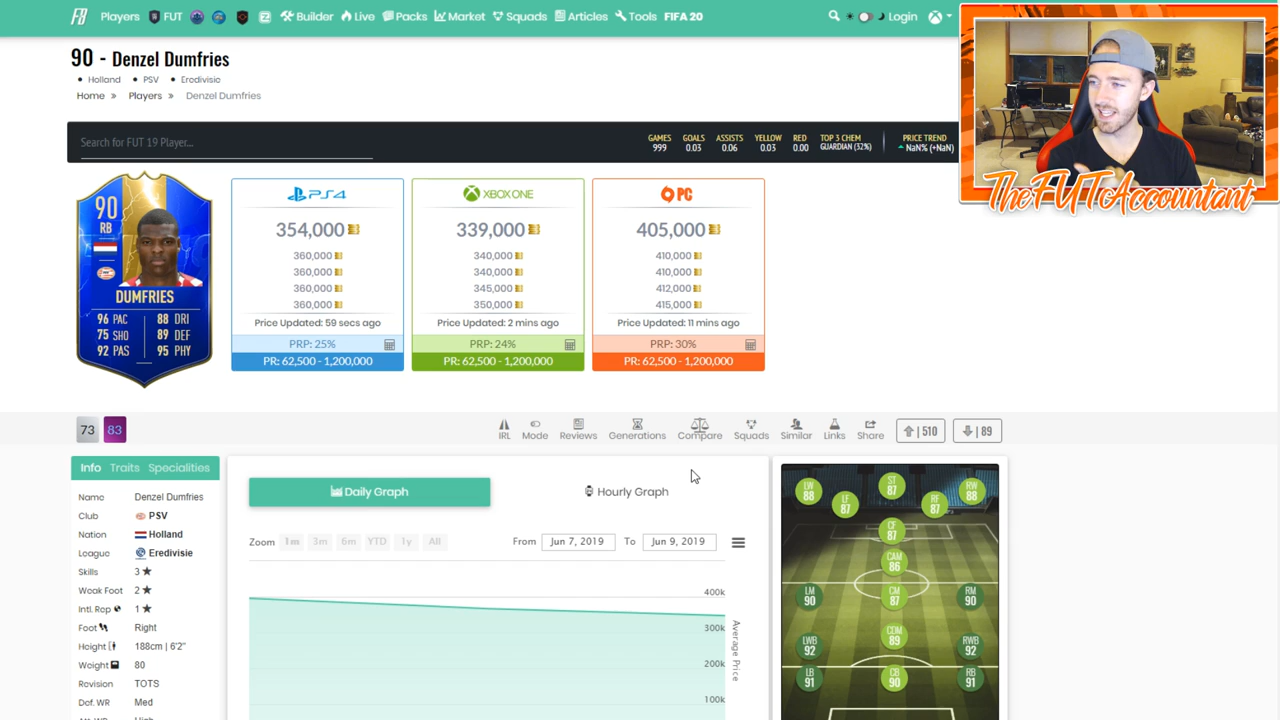 F8 Players FUT Builder Live Packs Market Squads Articles Tools FIFA 20 Login
90 - Denzel Dumfries
Holland PSV Eredivisie
Home » Players » Denzel Dumfries
Search for FUT 19 Player...
GAMES GOALS ASSISTS YELLOW RED TOP 3 CHEM PRICE TREND
999 0.03 0.06 0.03 0.00 GUARDIAN (32%) NaN% (+NaN)
TheFUTAccountant
90
RB
DUMFRIES
96 PAC 88 DRI
75 SHO 89 DEF
92 PAS 95 PHY
PS4
354,000
360,000
360,000
360,000
360,000
Price Updated: 59 secs ago
PRP: 25%
PR: 62,500 - 1,200,000
XBOX ONE
339,000
340,000
340,000
345,000
350,000
Price Updated: 2 mins ago
PRP: 24%
PR: 62,500 - 1,200,000
PC
405,000
410,000
410,000
412,000
415,000
Price Updated: 11 mins ago
PRP: 30%
PR: 62,500 - 1,200,000
73 83
IRL Mode Reviews Generations Compare Squads Similar Links Share 510 89
Info Traits Specialities
Name Denzel Dumfries
Club PSV
Nation Holland
League Eredivisie
Skills 3
Weak Foot 2
Intl. Rep 1
Foot Right
Height 188cm | 6'2"
Weight 80
Revision TOTS
Def. WR Med
Daily Graph Hourly Graph
Zoom 1m 3m 6m YTD 1y All From Jun 7, 2019 To Jun 9, 2019
400k
300k
200k
100k
Average Price
LW 88
LF 87
ST 87
RF 87
RW 88
CF 87
CAM 86
LM 90
CM 87
RM 90
CDM 89
LWB 92
RWB 92
LB 91
CB 90
RB 91